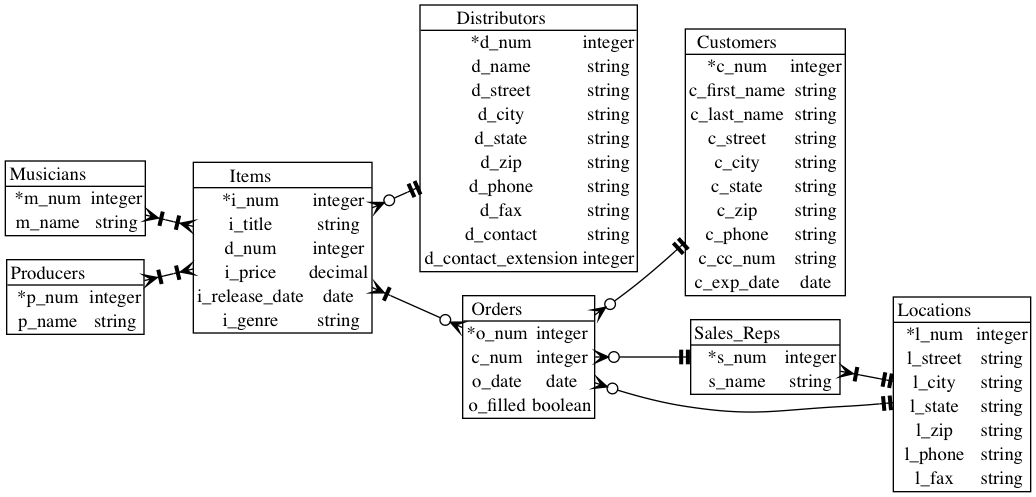 Distributors
*d_num integer
d_name string
d_street string
d_city string
d_state string
d_zip string
d_phone string
d_fax string
d_contact string
d_contact_extension integer
Customers
*c_num integer
c_first_name string
c_last_name string
c_street string
c_city string
c_state string
c_zip string
c_phone string
c_cc_num string
c_exp_date date
Musicians
*m_num integer
m_name string
Items
*i_num integer
i_title string
d_num integer
i_price decimal
i_release_date date
i_genre string
Producers
*p_num integer
p_name string
Orders
*o_num integer
c_num integer
o_date date
o_filled boolean
Sales_Reps
*s_num integer
s_name string
Locations
*l_num integer
l_street string
l_city string
l_state string
l_zip string
l_phone string
l_fax string